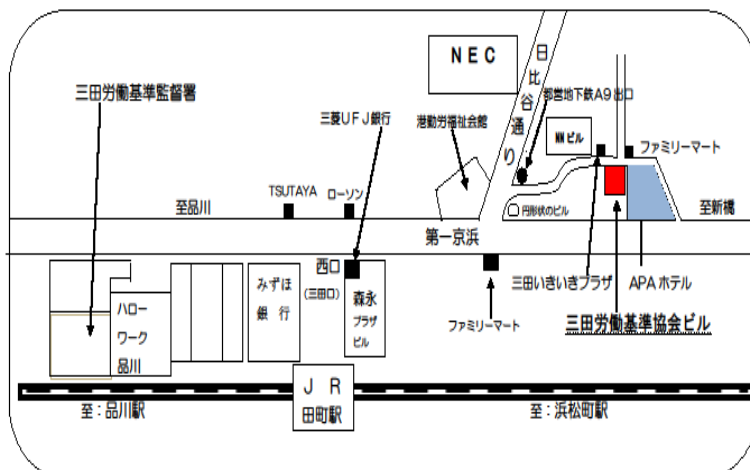 NEC
日比谷通り
三田労働基準監督署
都営地下鉄A9出口
三菱UFJ銀行
港勤労福祉会館
NNビル
ファミリーマート
TSUTAYA
ローソン
至品川
円形状のビル
至新橋
第一京浜
西口
(三田口)
みずほ
銀行
森永
プラザ
ビル
三田いきいきプラザ
APAホテル
ハロー
ワーク
品川
ファミリーマート
三田労働基準協会ビル
JR
田町駅
至：品川駅
至：浜松町駅